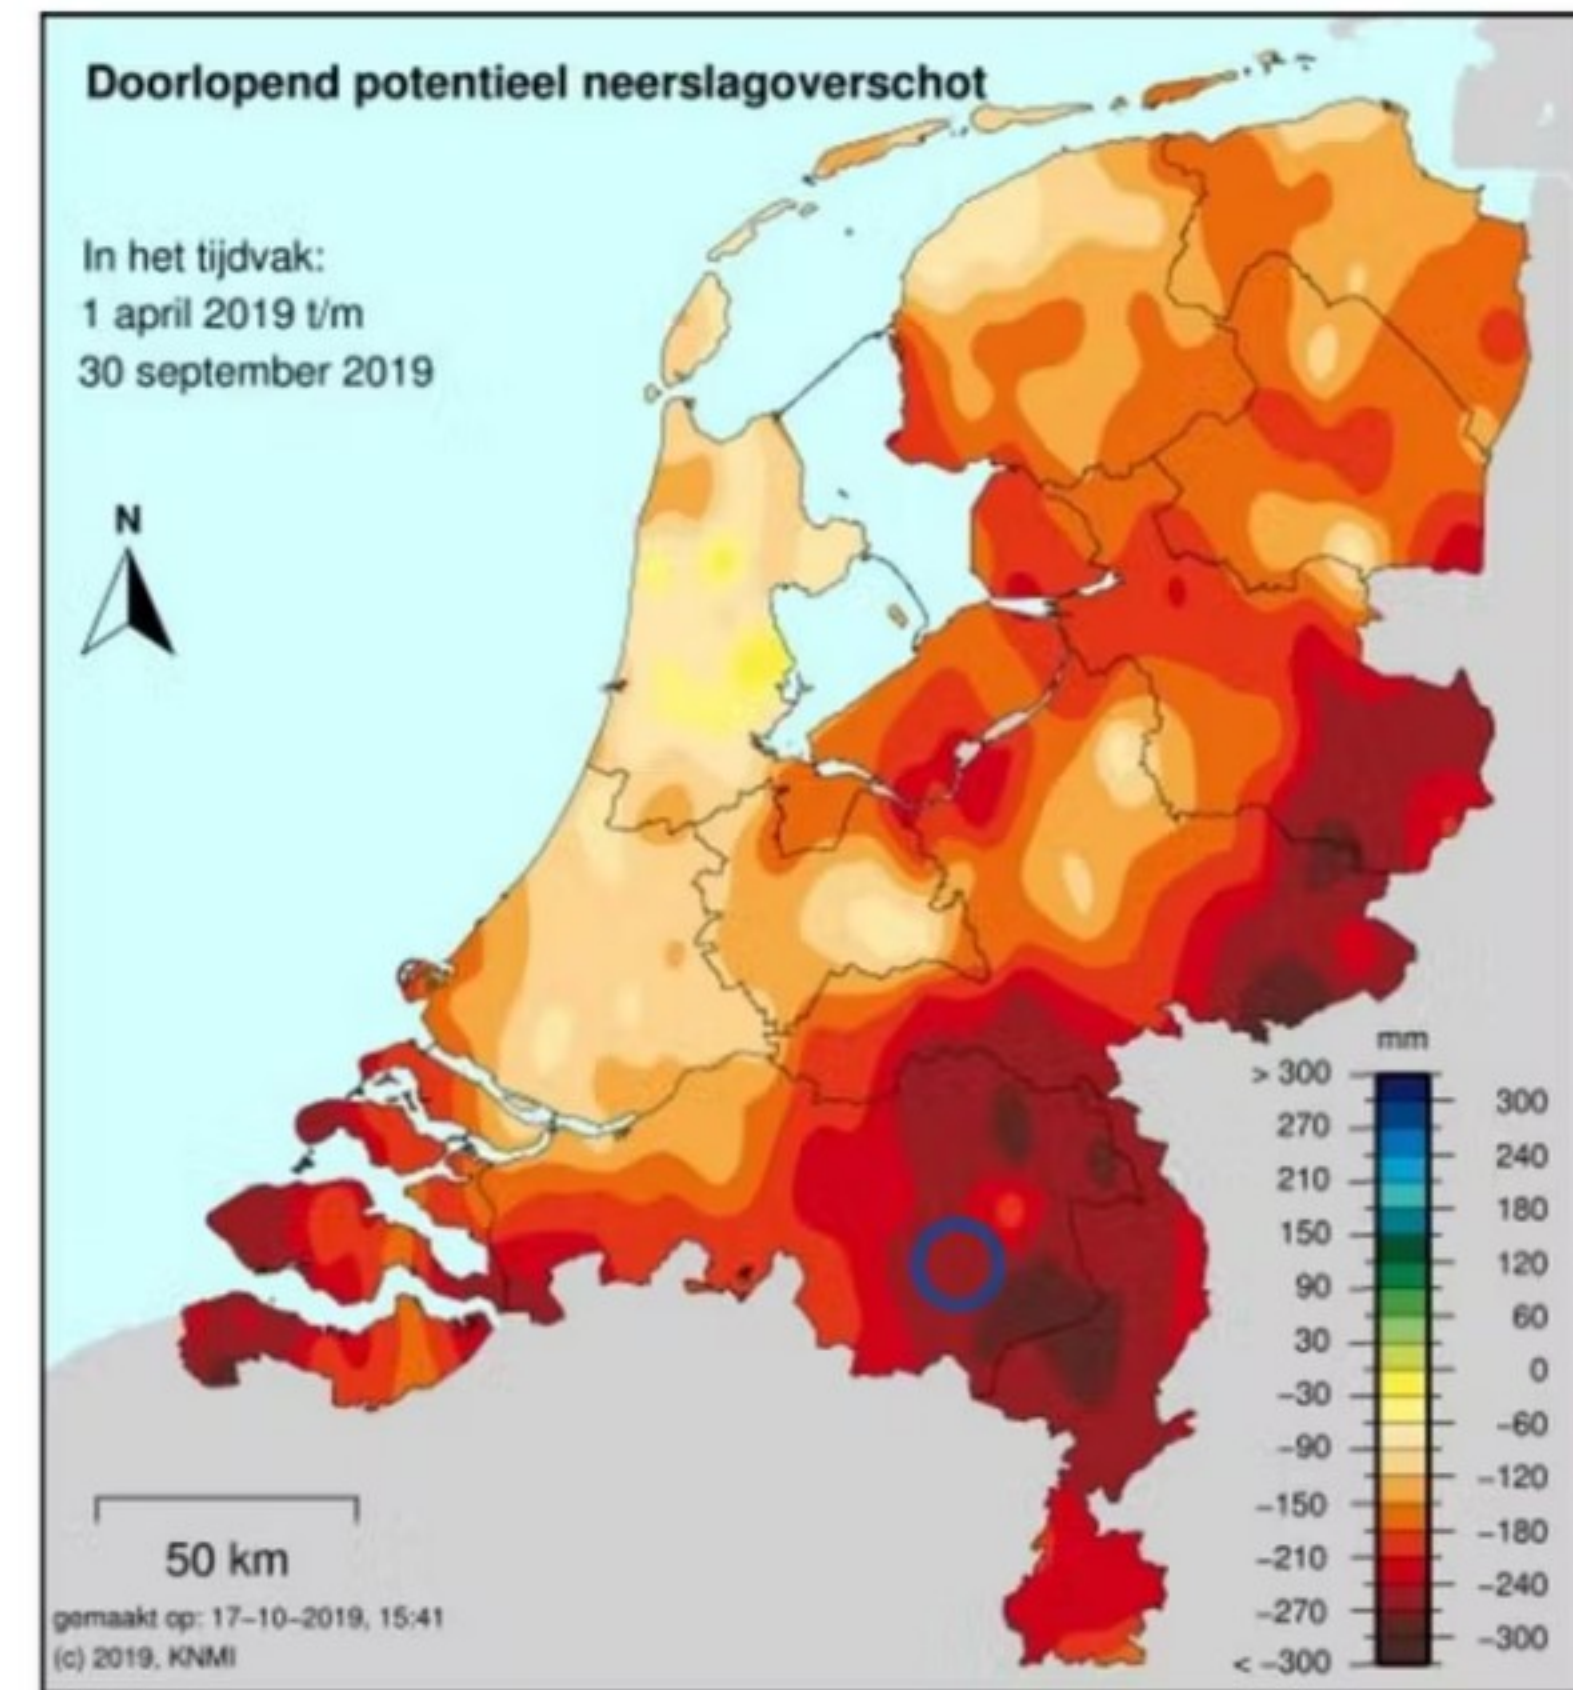 Doorlopend potentieel neerslagoverschot
In het tijdvak:
1 april 2019 t/m
30 september 2019
N
mm
> 300
300
270
240
210
180
150
120
90
60
30
0
−30
−60
−90
−120
−150
−180
−210
−240
−270
−300
< −300
50 km
gemaakt op: 17−10−2019, 15:41
(c) 2019, KNMI